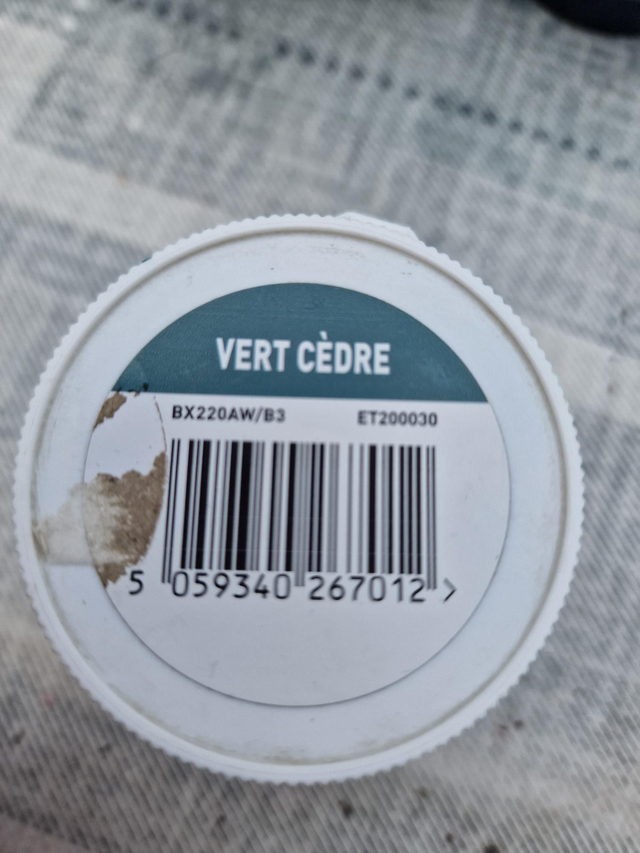 VERT CÈDRE
BX220AW/B3 ET200030
5 059340 267012 >